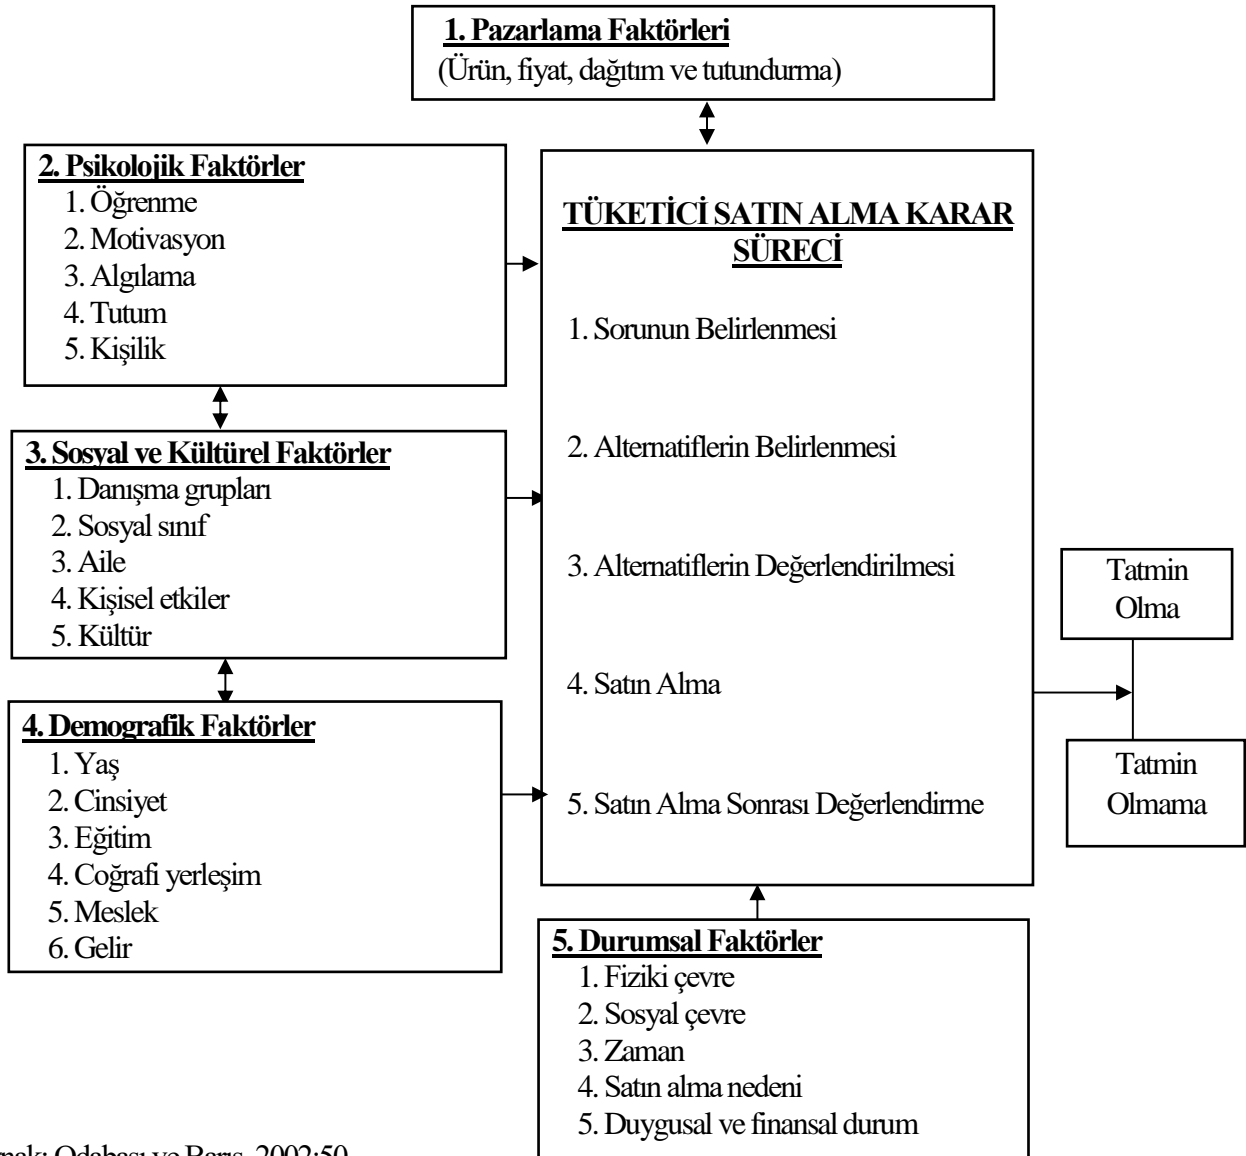 1. Pazarlama Faktörleri
(Ürün, fiyat, dağıtım ve tutundurma)
2. Psikolojik Faktörler
1. Öğrenme
2. Motivasyon
3. Algılama
4. Tutum
5. Kişilik
3. Sosyal ve Kültürel Faktörler
1. Danışma grupları
2. Sosyal sınıf
3. Aile
4. Kişisel etkiler
5. Kültür
4. Demografik Faktörler
1. Yaş
2. Cinsiyet
3. Eğitim
4. Coğrafi yerleşim
5. Meslek
6. Gelir
TÜKETİCİ SATIN ALMA KARAR
SÜRECİ
1. Sorunun Belirlenmesi
2. Alternatiflerin Belirlenmesi
3. Alternatiflerin Değerlendirilmesi
4. Satın Alma
5. Satın Alma Sonrası Değerlendirme
Tatmin
Olma
Tatmin
Olmama
5. Durumsal Faktörler
1. Fiziki çevre
2. Sosyal çevre
3. Zaman
4. Satın alma nedeni
5. Duygusal ve finansal durum
Odabaşı ve Barış, 2002:50